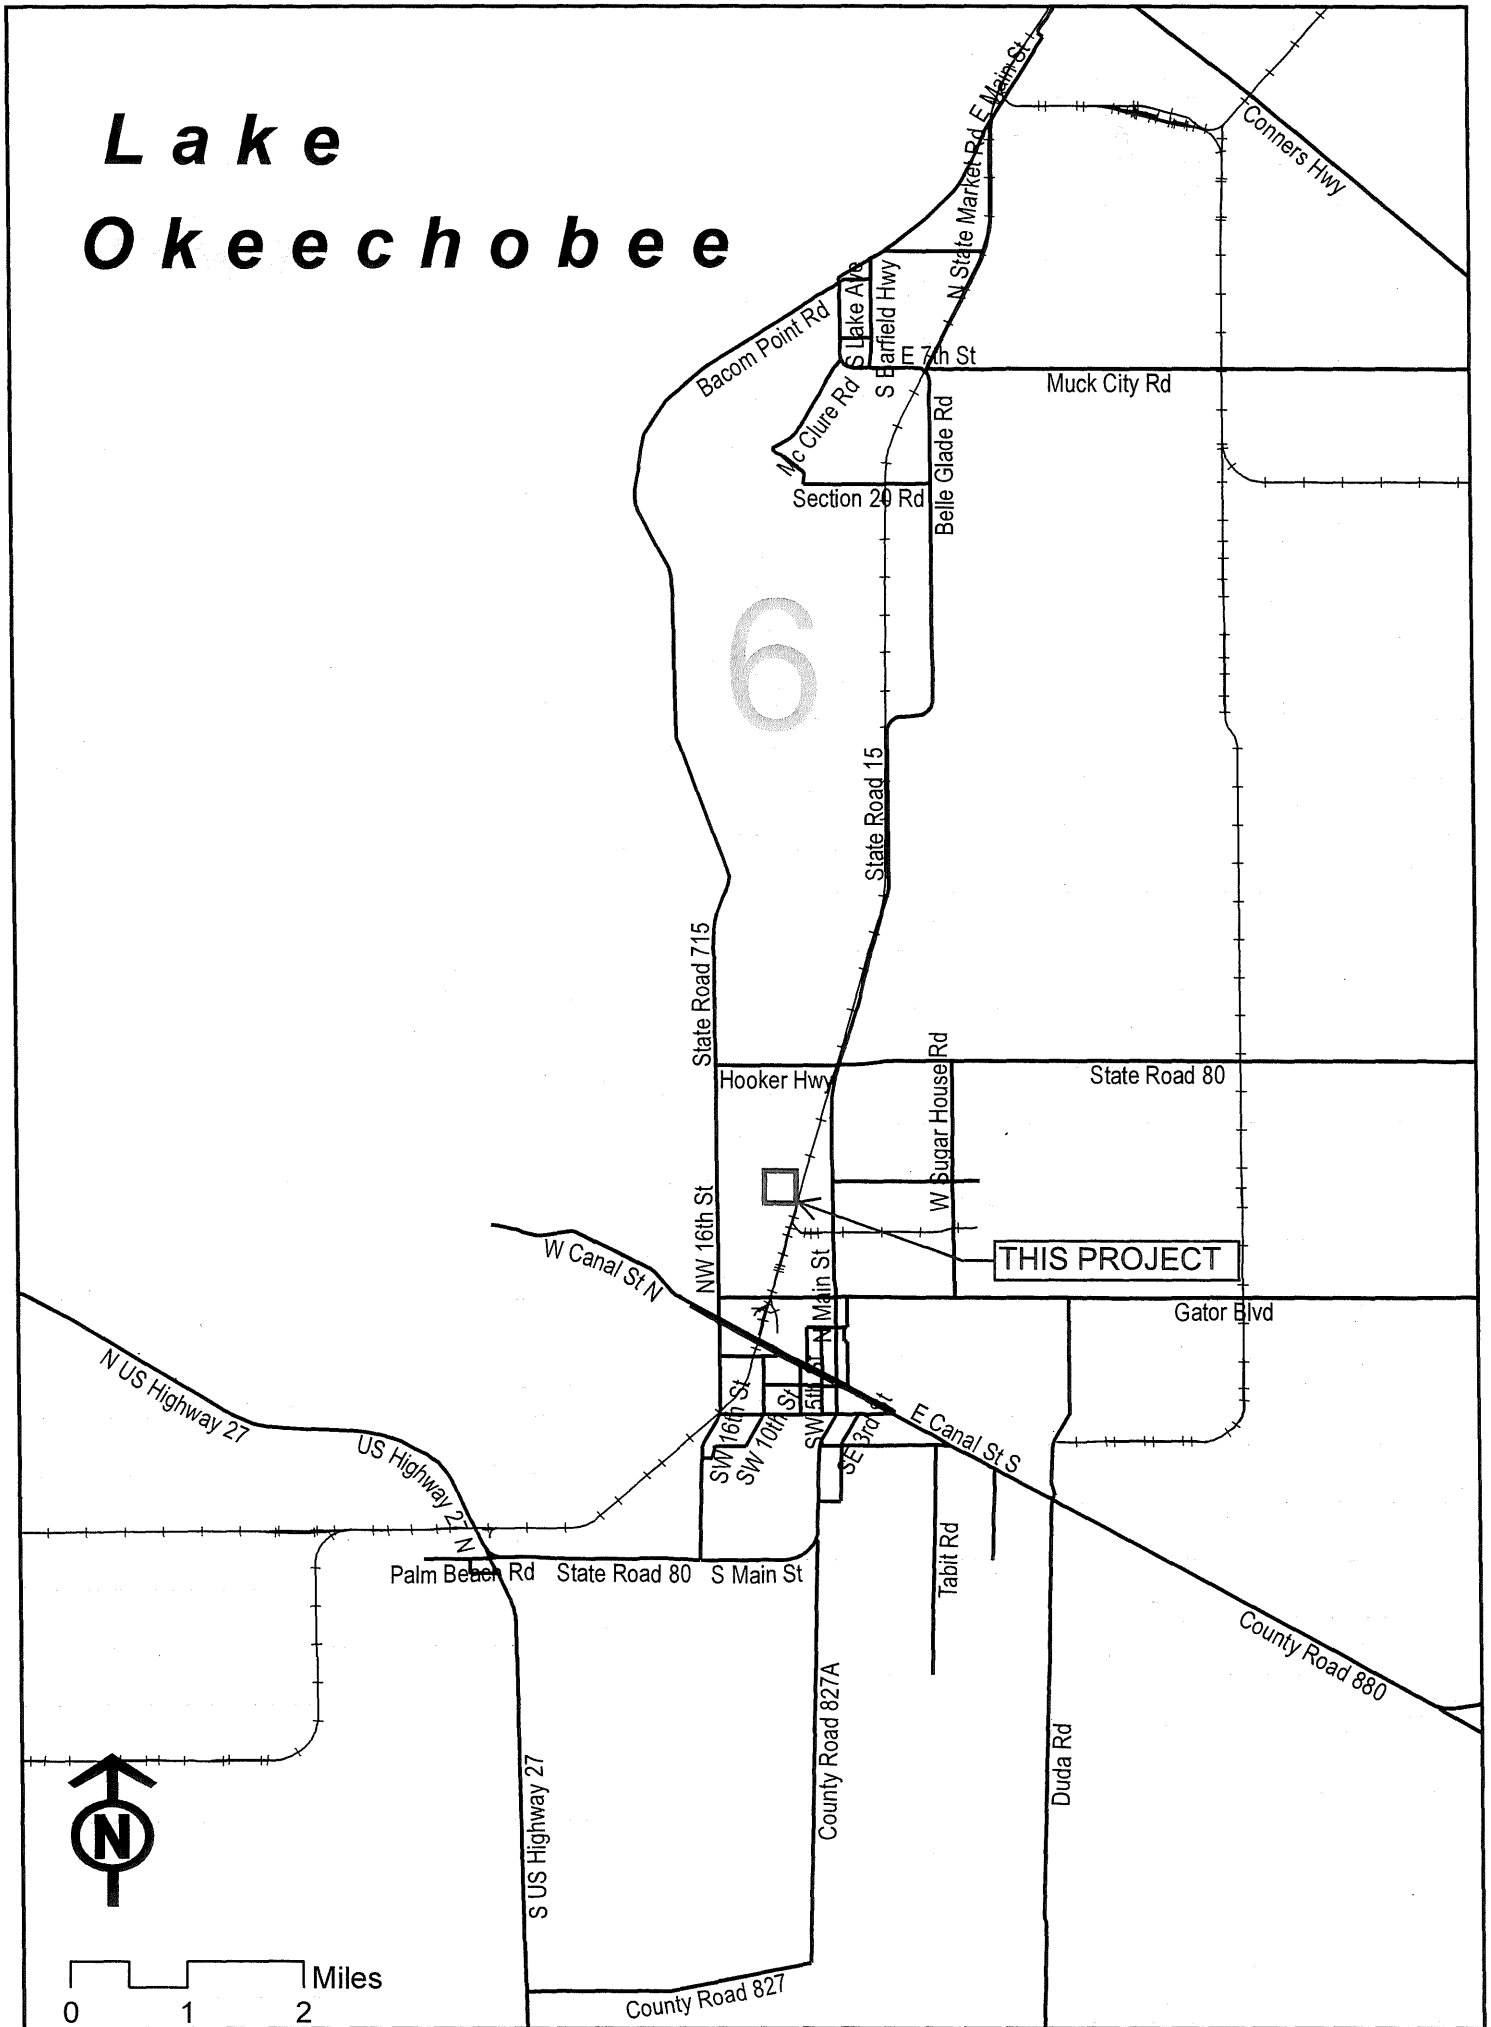 Lake
Okeechobee
E Main St
Conners Hwy
N State Market Rd
S Lake Ave
S Barfield Hwy
Bacom Point Rd
E 7th St
Muck City Rd
Mc Clure Rd
Belle Glade Rd
Section 20 Rd
6
State Road 15
State Road 715
Hooker Hwy
W Sugar House Rd
State Road 80
NW 16th St
W Canal St N
THIS PROJECT
N Main St
Gator Blvd
N US Highway 27
US Highway 27 N
SW 16th St
SW 10th St
SW 5th St
SE 3rd St
E Canal St S
Palm Beach Rd
State Road 80
S Main St
Tabit Rd
County Road 880
County Road 827A
Duda Rd
S US Highway 27
N
Miles
0 1 2
County Road 827